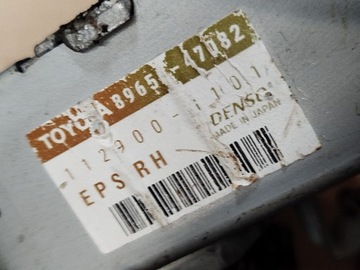 TOYOTA 8965 -47082
112900-1101
DENSO
MADE IN JAPAN
EPS RH